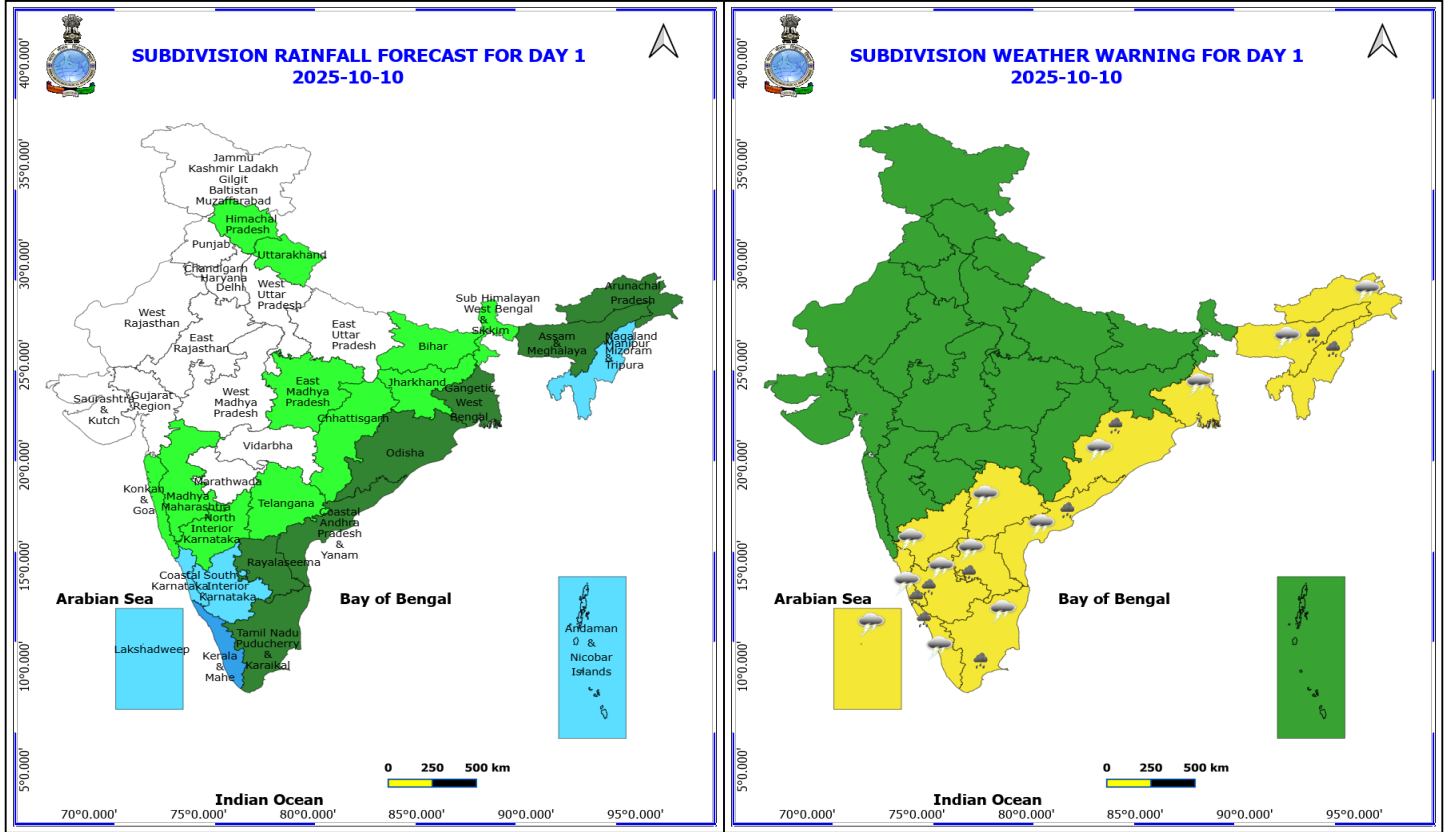 SUBDIVISION RAINFALL FORECAST FOR DAY 1
2025-10-10
40°0.000'
35°0.000'
30°0.000'
25°0.000'
20°0.000'
15°0.000'
10°0.000'
5°0.000'
Jammu
Kashmir Ladakh
Gilgit
Baltistan
Muzaffarabad
Himachal
Pradesh
Punjab
Uttarakhand
Chandigarh
Haryana
Delhi
West
Uttar
Pradesh
West
Rajasthan
East
Rajasthan
East
Uttar
Pradesh
Sub Himalayan
West Bengal
&
Sikkim
Arunachal
Pradesh
Assam
&
Meghalaya
Nagaland
Manipur
Mizoram
&
Tripura
Bihar
Jharkhand
Gangetic
West
Bengal
Saurashtra
&
Kutch
Gujarat
Region
West
Madhya
Pradesh
East
Madhya
Pradesh
Chhattisgarh
Vidarbha
Odisha
Marathwada
Konkan
&
Goa
Madhya
Maharashtra
North
Interior
Karnataka
Telangana
Coastal
Andhra
Pradesh
&
Yanam
Rayalaseema
Coastal
Karnataka
South
Interior
Karnataka
Arabian Sea
Bay of Bengal
Lakshadweep
Kerala
&
Mahe
Tamil Nadu
Puducherry
&
Karaikal
Andaman
&
Nicobar
Islands
0 250 500 km
Indian Ocean
70°0.000' 75°0.000' 80°0.000' 85°0.000' 90°0.000' 95°0.000'
SUBDIVISION WEATHER WARNING FOR DAY 1
2025-10-10
40°0.000'
35°0.000'
30°0.000'
25°0.000'
20°0.000'
15°0.000'
10°0.000'
5°0.000'
Arabian Sea
Bay of Bengal
0 250 500 km
Indian Ocean
70°0.000' 75°0.000' 80°0.000' 85°0.000' 90°0.000' 95°0.000'